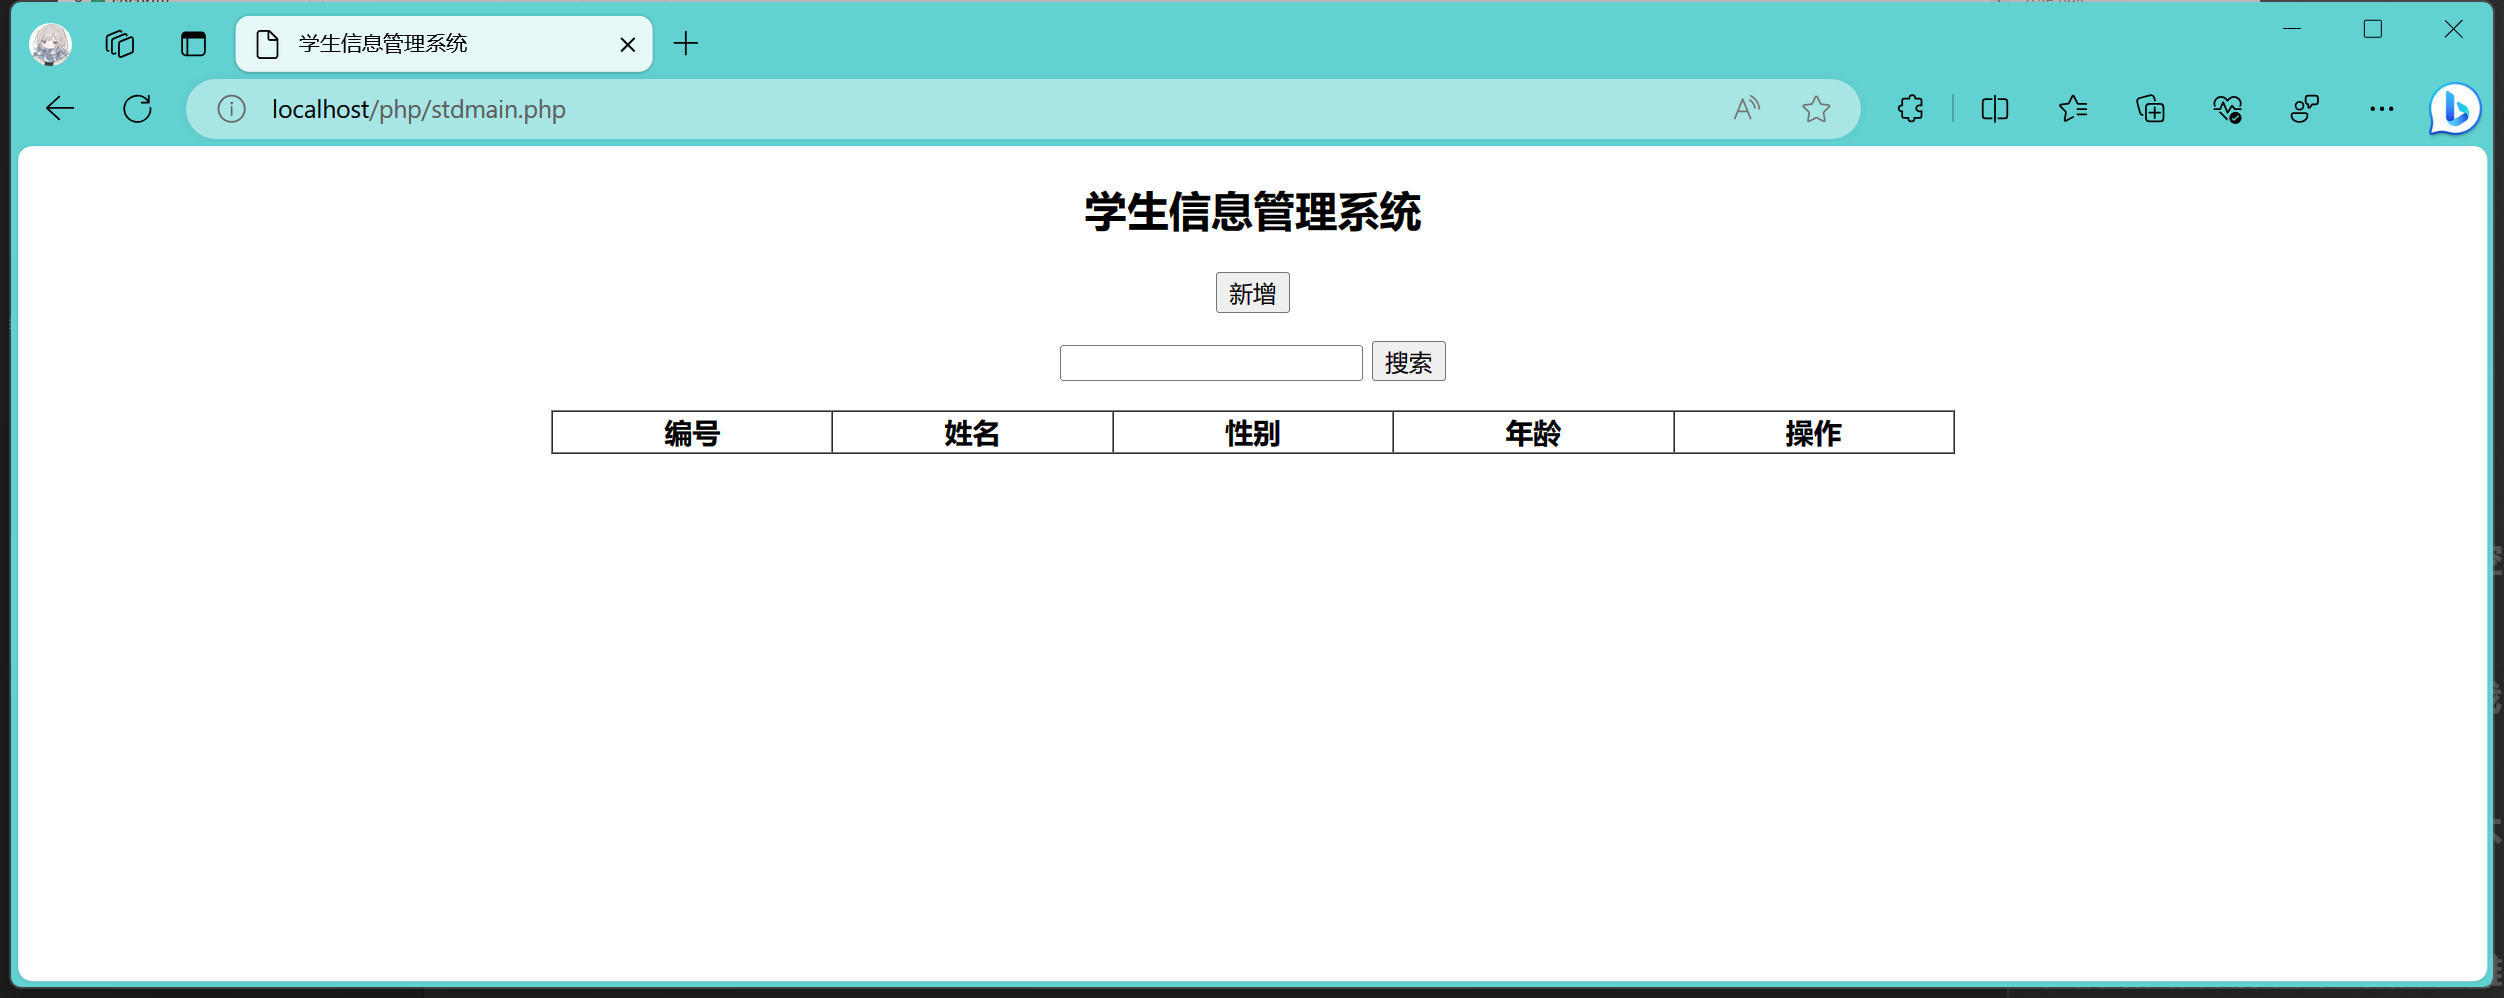 学生信息管理系统
localhost/php/stdmain.php
学生信息管理系统
新增
搜索
编号 姓名 性别 年龄 操作